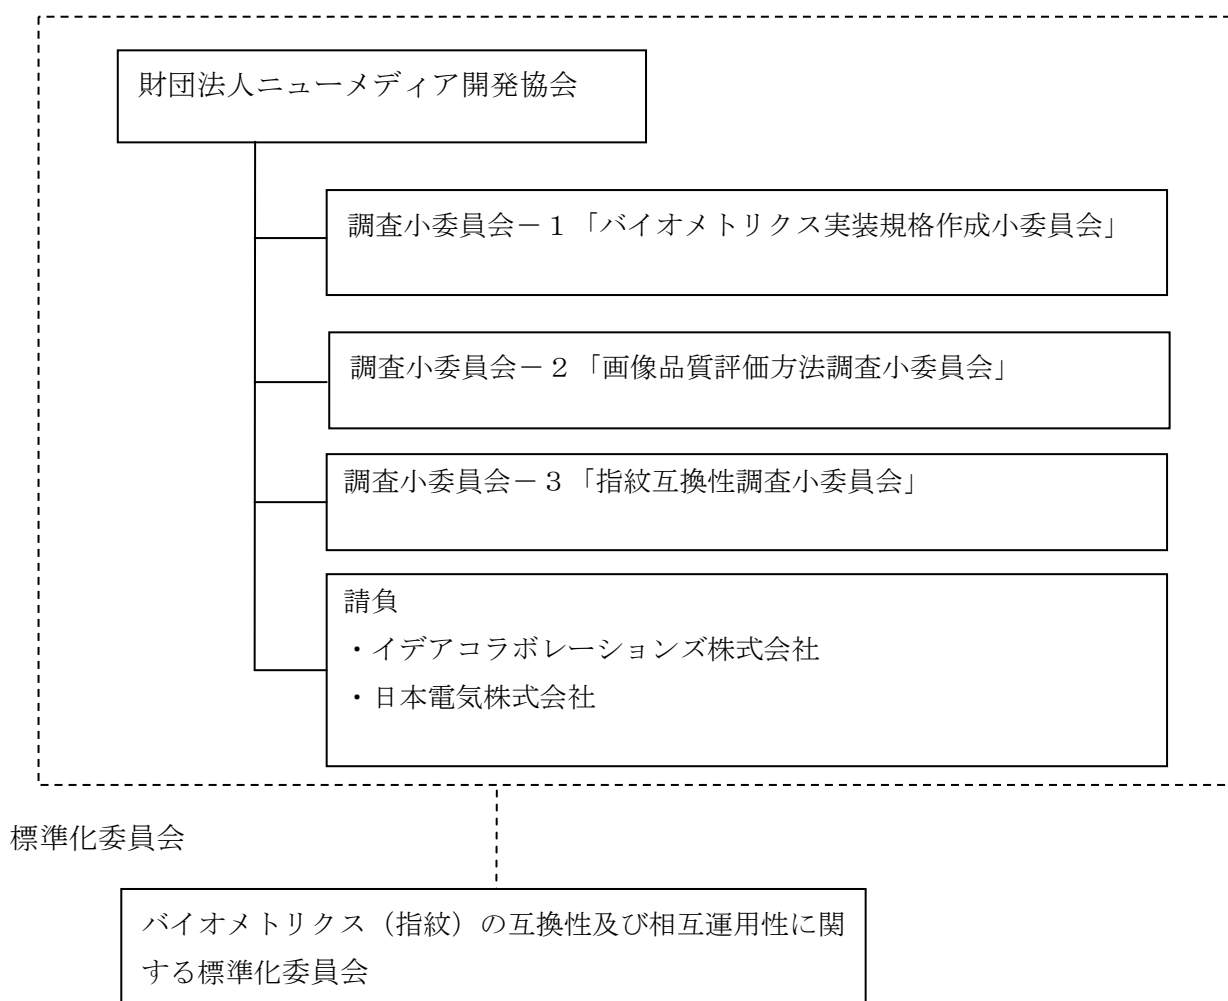 財団法人ニューメディア開発協会
調査小委員会－１「バイオメトリクス実装規格作成小委員会」
調査小委員会－２「画像品質評価方法調査小委員会」
調査小委員会－３「指紋互換性調査小委員会」
請負
・イデアコラボレーションズ株式会社
・日本電気株式会社
標準化委員会
バイオメトリクス（指紋）の互換性及び相互運用性に関
する標準化委員会